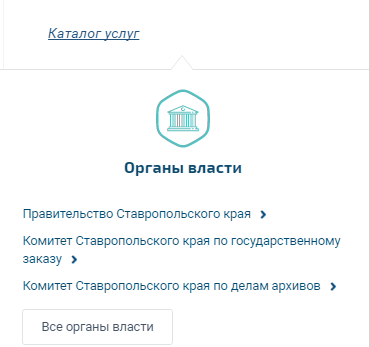 Каталог услуг
Органы власти
Правительство Ставропольского края
Комитет Ставропольского края по государственному
заказу
Комитет Ставропольского края по делам архивов
Все органы власти